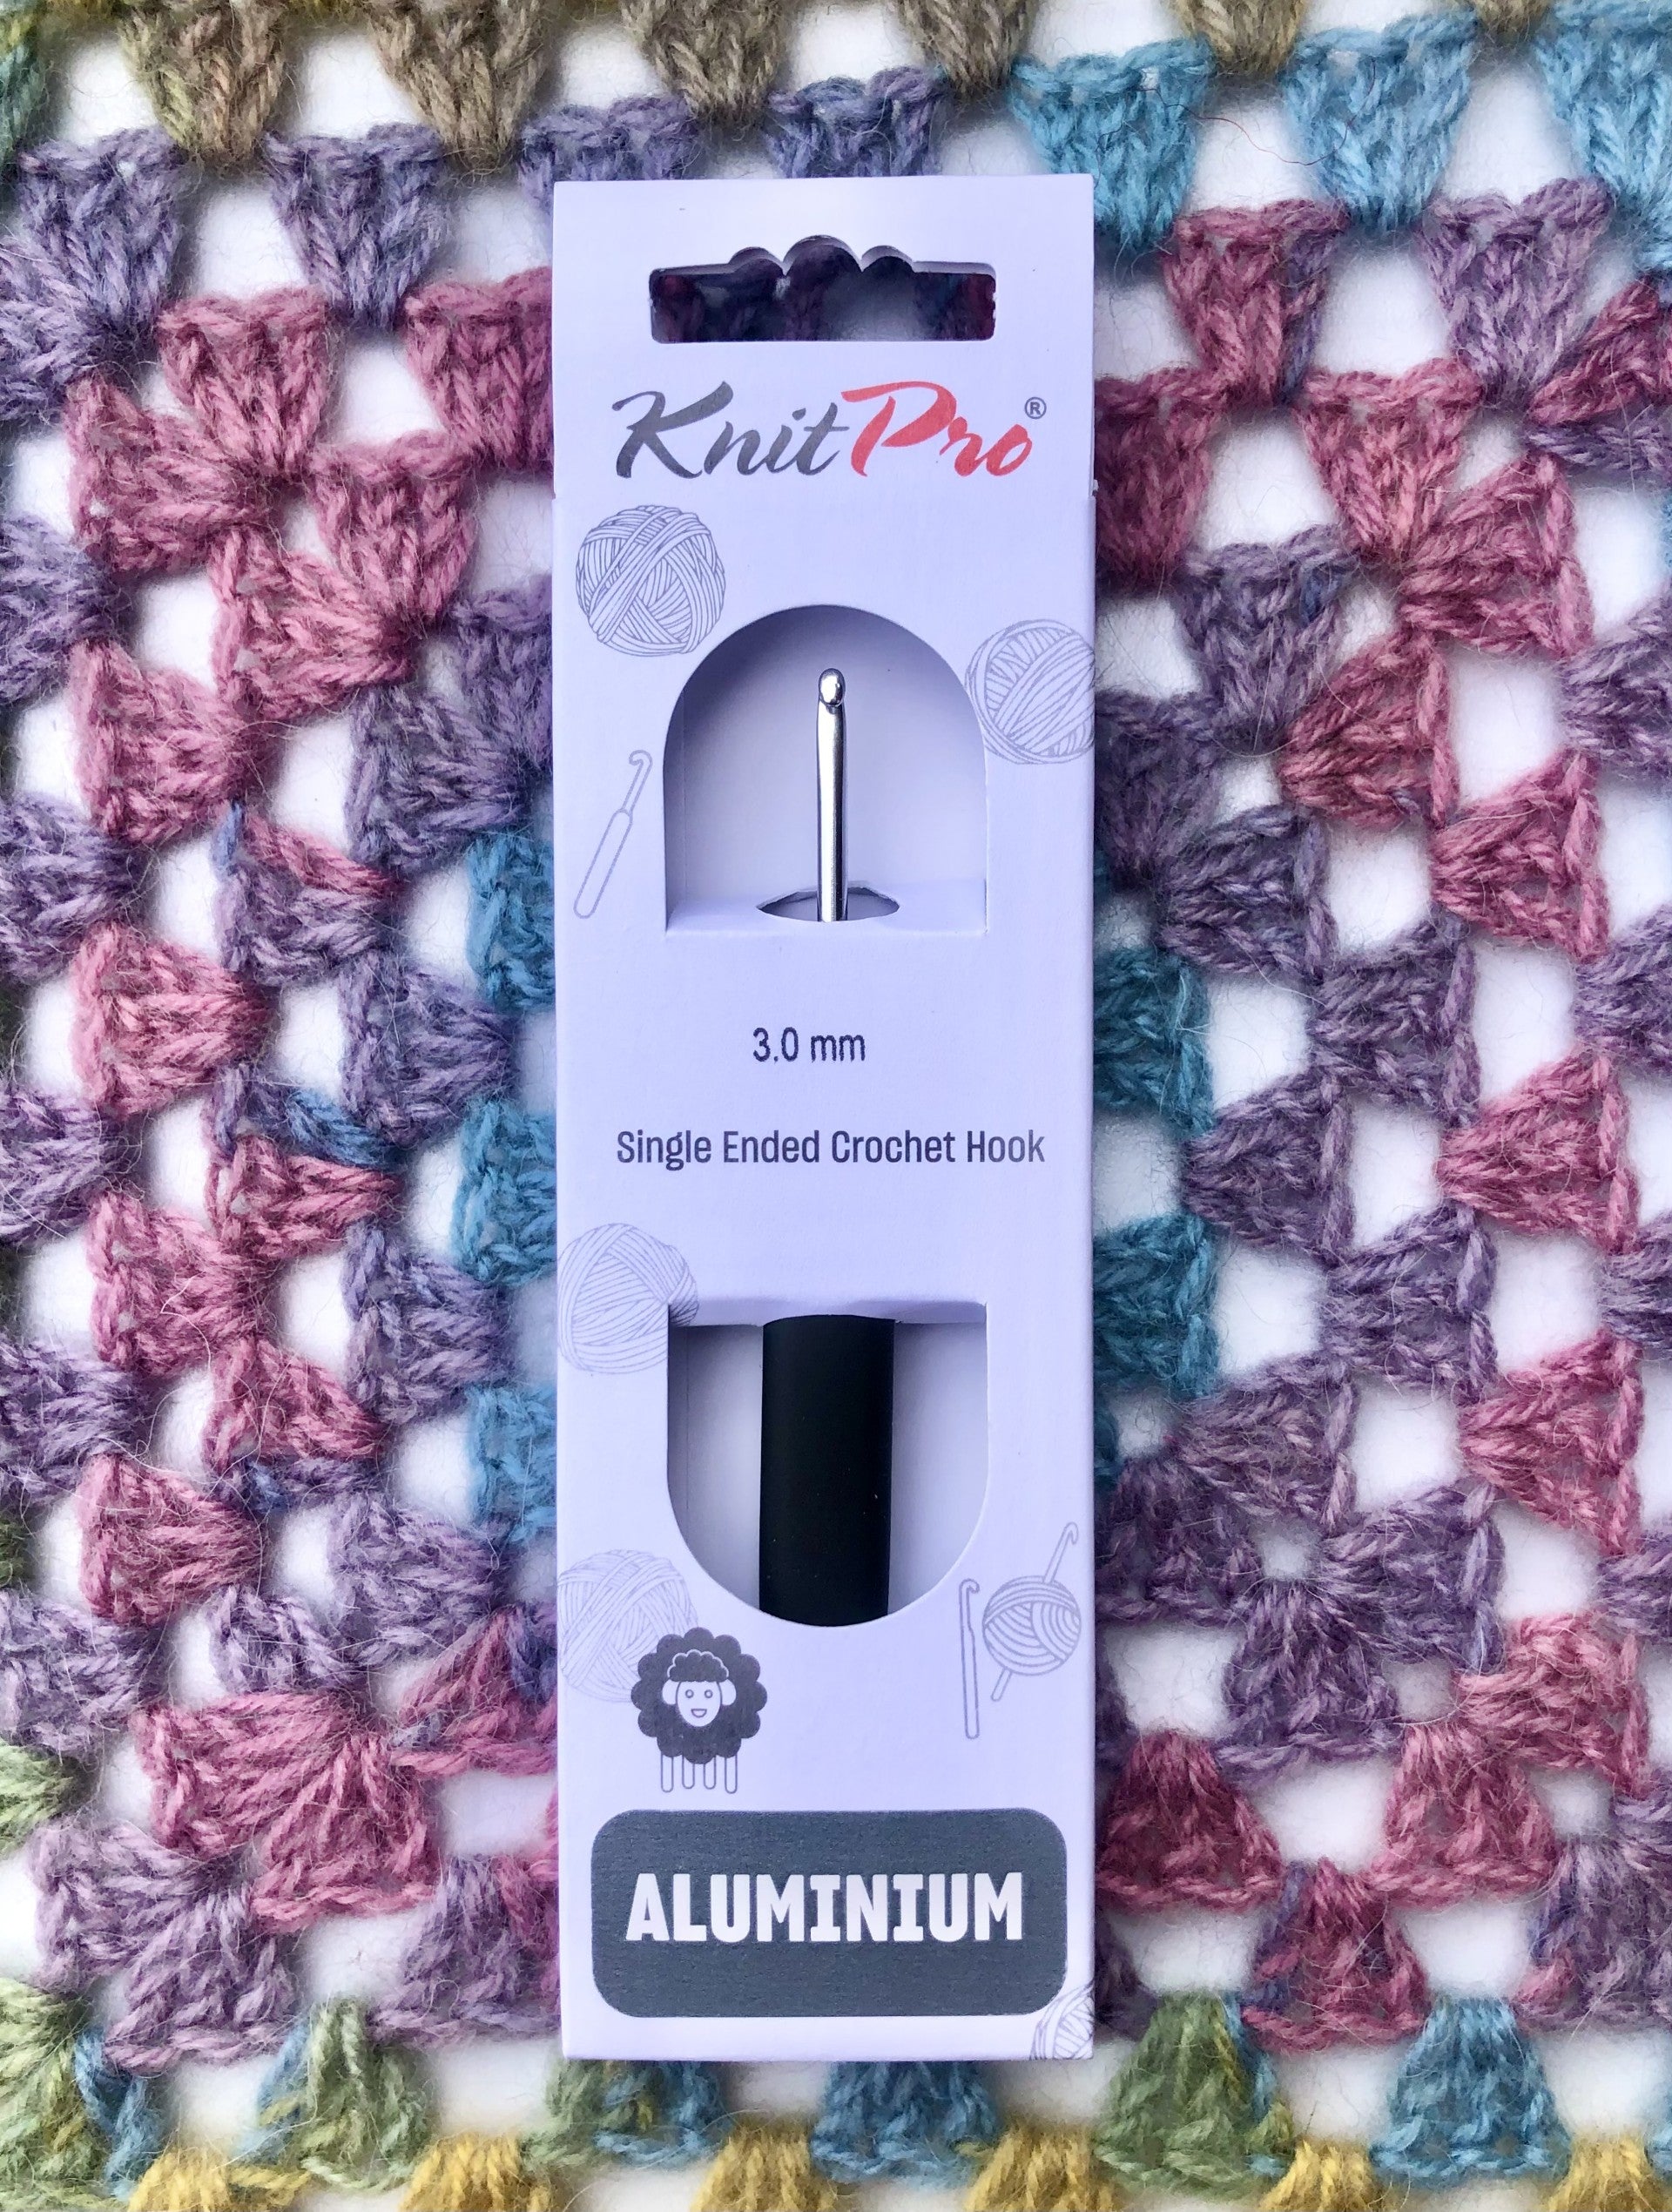 KnitPro®
3.0 mm
Single Ended Crochet Hook
ALUMINIUM